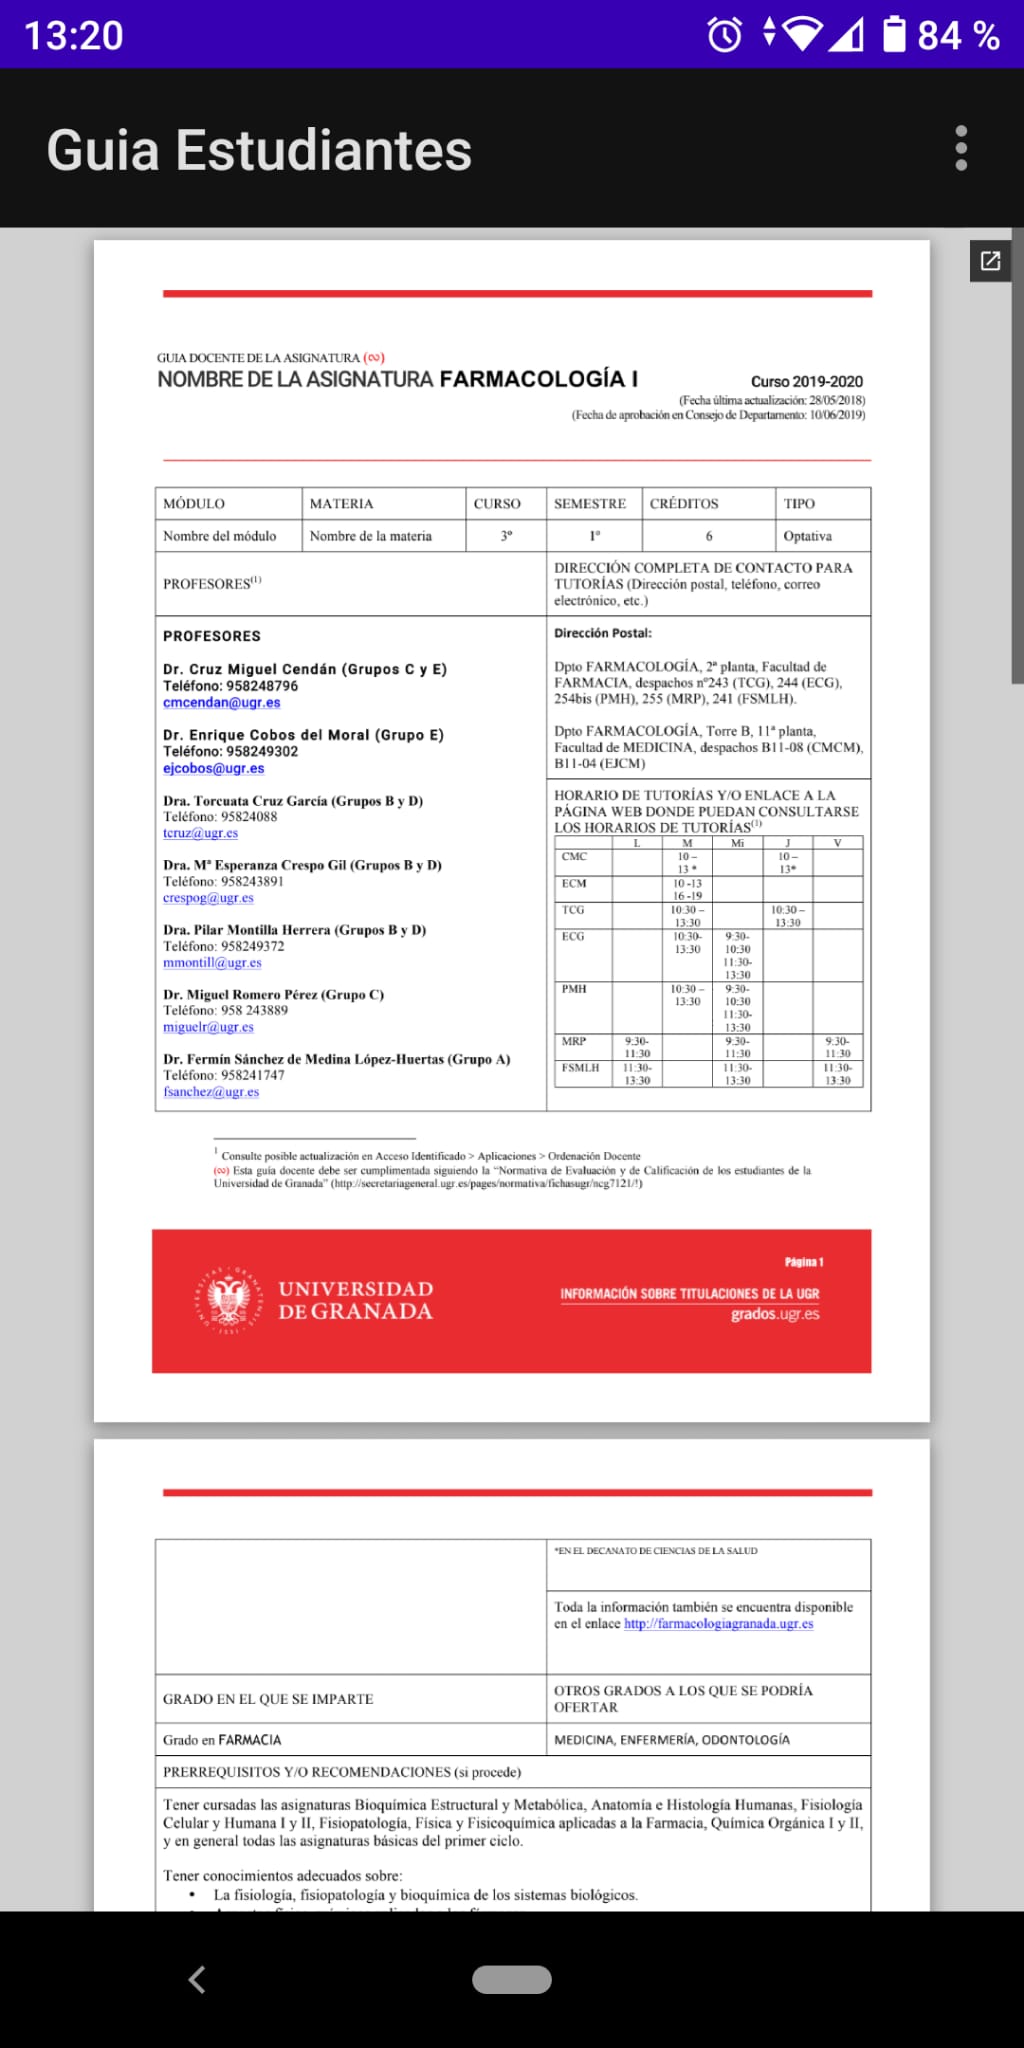 13:20
84 %
Guia Estudiantes
GUIA DOCENTE DE LA ASIGNATURA (∾)
NOMBRE DE LA ASIGNATURA FARMACOLOGÍA I
Curso 2019-2020
(Fecha última actualización: 28/05/2018)
(Fecha de aprobación en Consejo de Departamento: 10/06/2019)
MÓDULO MATERIA CURSO SEMESTRE CRÉDITOS TIPO
Nombre del módulo Nombre de la materia 3º 1º 6 Optativa
PROFESORES(1)
DIRECCIÓN COMPLETA DE CONTACTO PARA
TUTORÍAS (Dirección postal, teléfono, correo
electrónico, etc.)
PROFESORES
Dr. Cruz Miguel Cendán (Grupos C y E)
Teléfono: 958248796
cmcendan@ugr.es
Dr. Enrique Cobos del Moral (Grupo E)
Teléfono: 958249302
ejcobos@ugr.es
Dra. Torcuata Cruz García (Grupos B y D)
Teléfono: 95824088
tcruz@ugr.es
Dra. Mª Esperanza Crespo Gil (Grupos B y D)
Teléfono: 958243891
crespog@ugr.es
Dra. Pilar Montilla Herrera (Grupos B y D)
Teléfono: 958249372
mmontill@ugr.es
Dr. Miguel Romero Pérez (Grupo C)
Teléfono: 958 243889
miguelr@ugr.es
Dr. Fermín Sánchez de Medina López-Huertas (Grupo A)
Teléfono: 958241747
fsanchez@ugr.es
Dirección Postal:
Dpto FARMACOLOGÍA, 2ª planta, Facultad de
FARMACIA, despachos nº243 (TCG), 244 (ECG),
254bis (PMH), 255 (MRP), 241 (FSMLH).
Dpto FARMACOLOGÍA, Torre B, 11ª planta,
Facultad de MEDICINA, despachos B11-08 (CMCM),
B11-04 (EJCM)
HORARIO DE TUTORÍAS Y/O ENLACE A LA
PÁGINA WEB DONDE PUEDAN CONSULTARSE
LOS HORARIOS DE TUTORÍAS(1)
L M Mi J V
CMC 10 – 10 –
13 * 13*
ECM 10 -13
16 -19
TCG 10:30 – 10:30 –
13:30 13:30
ECG 10:30- 9:30-
13:30 10:30
11:30-
13:30
PMH 10:30 – 9:30-
13:30 10:30
11:30-
13:30
MRP 9:30- 9:30- 9:30-
11:30 11:30 11:30
FSMLH 11:30- 11:30- 11:30-
13:30 13:30 13:30
1 Consulte posible actualización en Acceso Identificado > Aplicaciones > Ordenación Docente
(∾) Esta guía docente debe ser cumplimentada siguiendo la “Normativa de Evaluación y de Calificación de los estudiantes de la
Universidad de Granada” (http://secretariageneral.ugr.es/pages/normativa/fichasugr/ncg7121/!)
Página 1
UNIVERSIDAD
DE GRANADA
INFORMACIÓN SOBRE TITULACIONES DE LA UGR
grados.ugr.es
*EN EL DECANATO DE CIENCIAS DE LA SALUD
Toda la información también se encuentra disponible
en el enlace http://farmacologiagranada.ugr.es
GRADO EN EL QUE SE IMPARTE
OTROS GRADOS A LOS QUE SE PODRÍA
OFERTAR
Grado en FARMACIA
MEDICINA, ENFERMERÍA, ODONTOLOGÍA
PRERREQUISITOS Y/O RECOMENDACIONES (si procede)
Tener cursadas las asignaturas Bioquímica Estructural y Metabólica, Anatomía e Histología Humanas, Fisiología
Celular y Humana I y II, Fisiopatología, Física y Fisicoquímica aplicadas a la Farmacia, Química Orgánica I y II,
y en general todas las asignaturas básicas del primer ciclo.
Tener conocimientos adecuados sobre:
• La fisiología, fisiopatología y bioquímica de los sistemas biológicos.